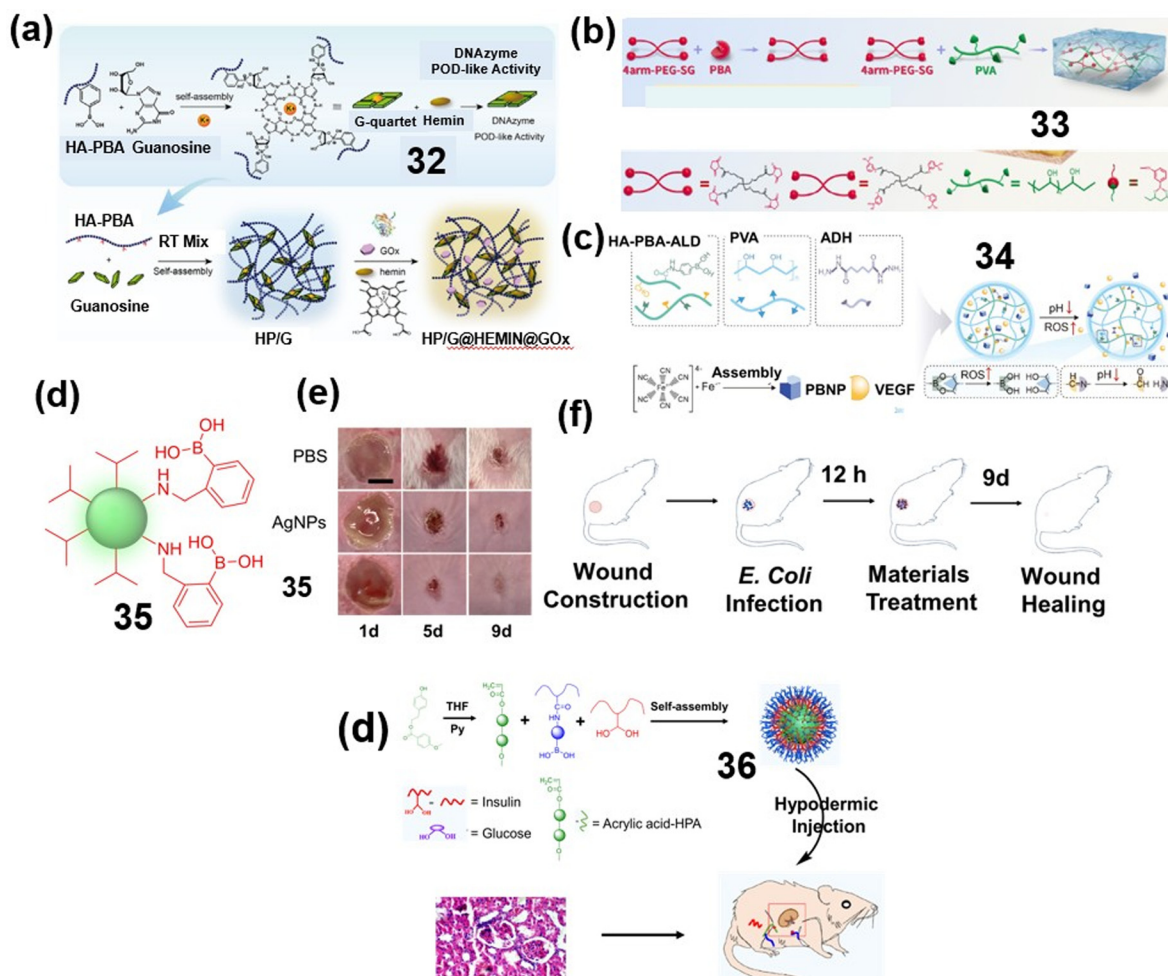 (a)
DNAzyme
POD-like Activity
self-assembly
K+
K+
HA-PBA Guanosine
G-quartet
+
Hemin
DNAzyme
POD-like Activity
32
HA-PBA
+
Guanosine
RT Mix
Self-assembly
GOx
hemin
HP/G
HP/G@HEMIN@GOx
(b)
4arm-PEG-SG
+
PBA
4arm-PEG-SG
+
PVA
33
(c)
HA-PBA-ALD
PVA
ADH
34
pH↓
ROS↑
Assembly
PBNP
VEGF
ROS↑
pH↓
(d)
35
(e)
PBS
AgNPs
35
1d
5d
9d
(f)
12 h
9d
Wound
Construction
E. Coli
Infection
Materials
Treatment
Wound
Healing
(d)
THF
Py
+
+
Self-assembly
36
= Insulin
= Glucose
= Acrylic acid-HPA
Hypodermic
Injection